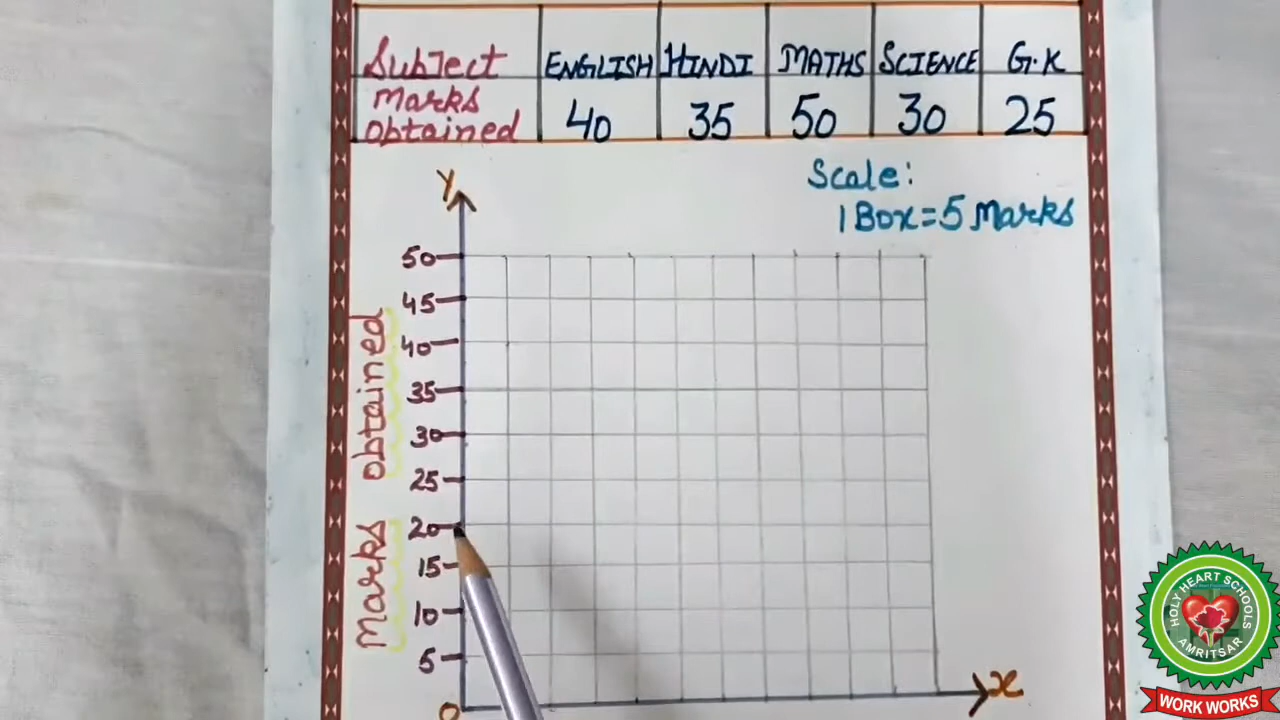 Subject ENGLISH HINDI MATHS SCIENCE G.K
Marks obtained 40 35 50 30 25
Scale:
1 Box = 5 Marks
Y
50
45
40
35
30
25
20
15
10
5
0
x
Marks obtained
HOLY HEART SCHOOLS
AMRITSAR
WORK WORKS